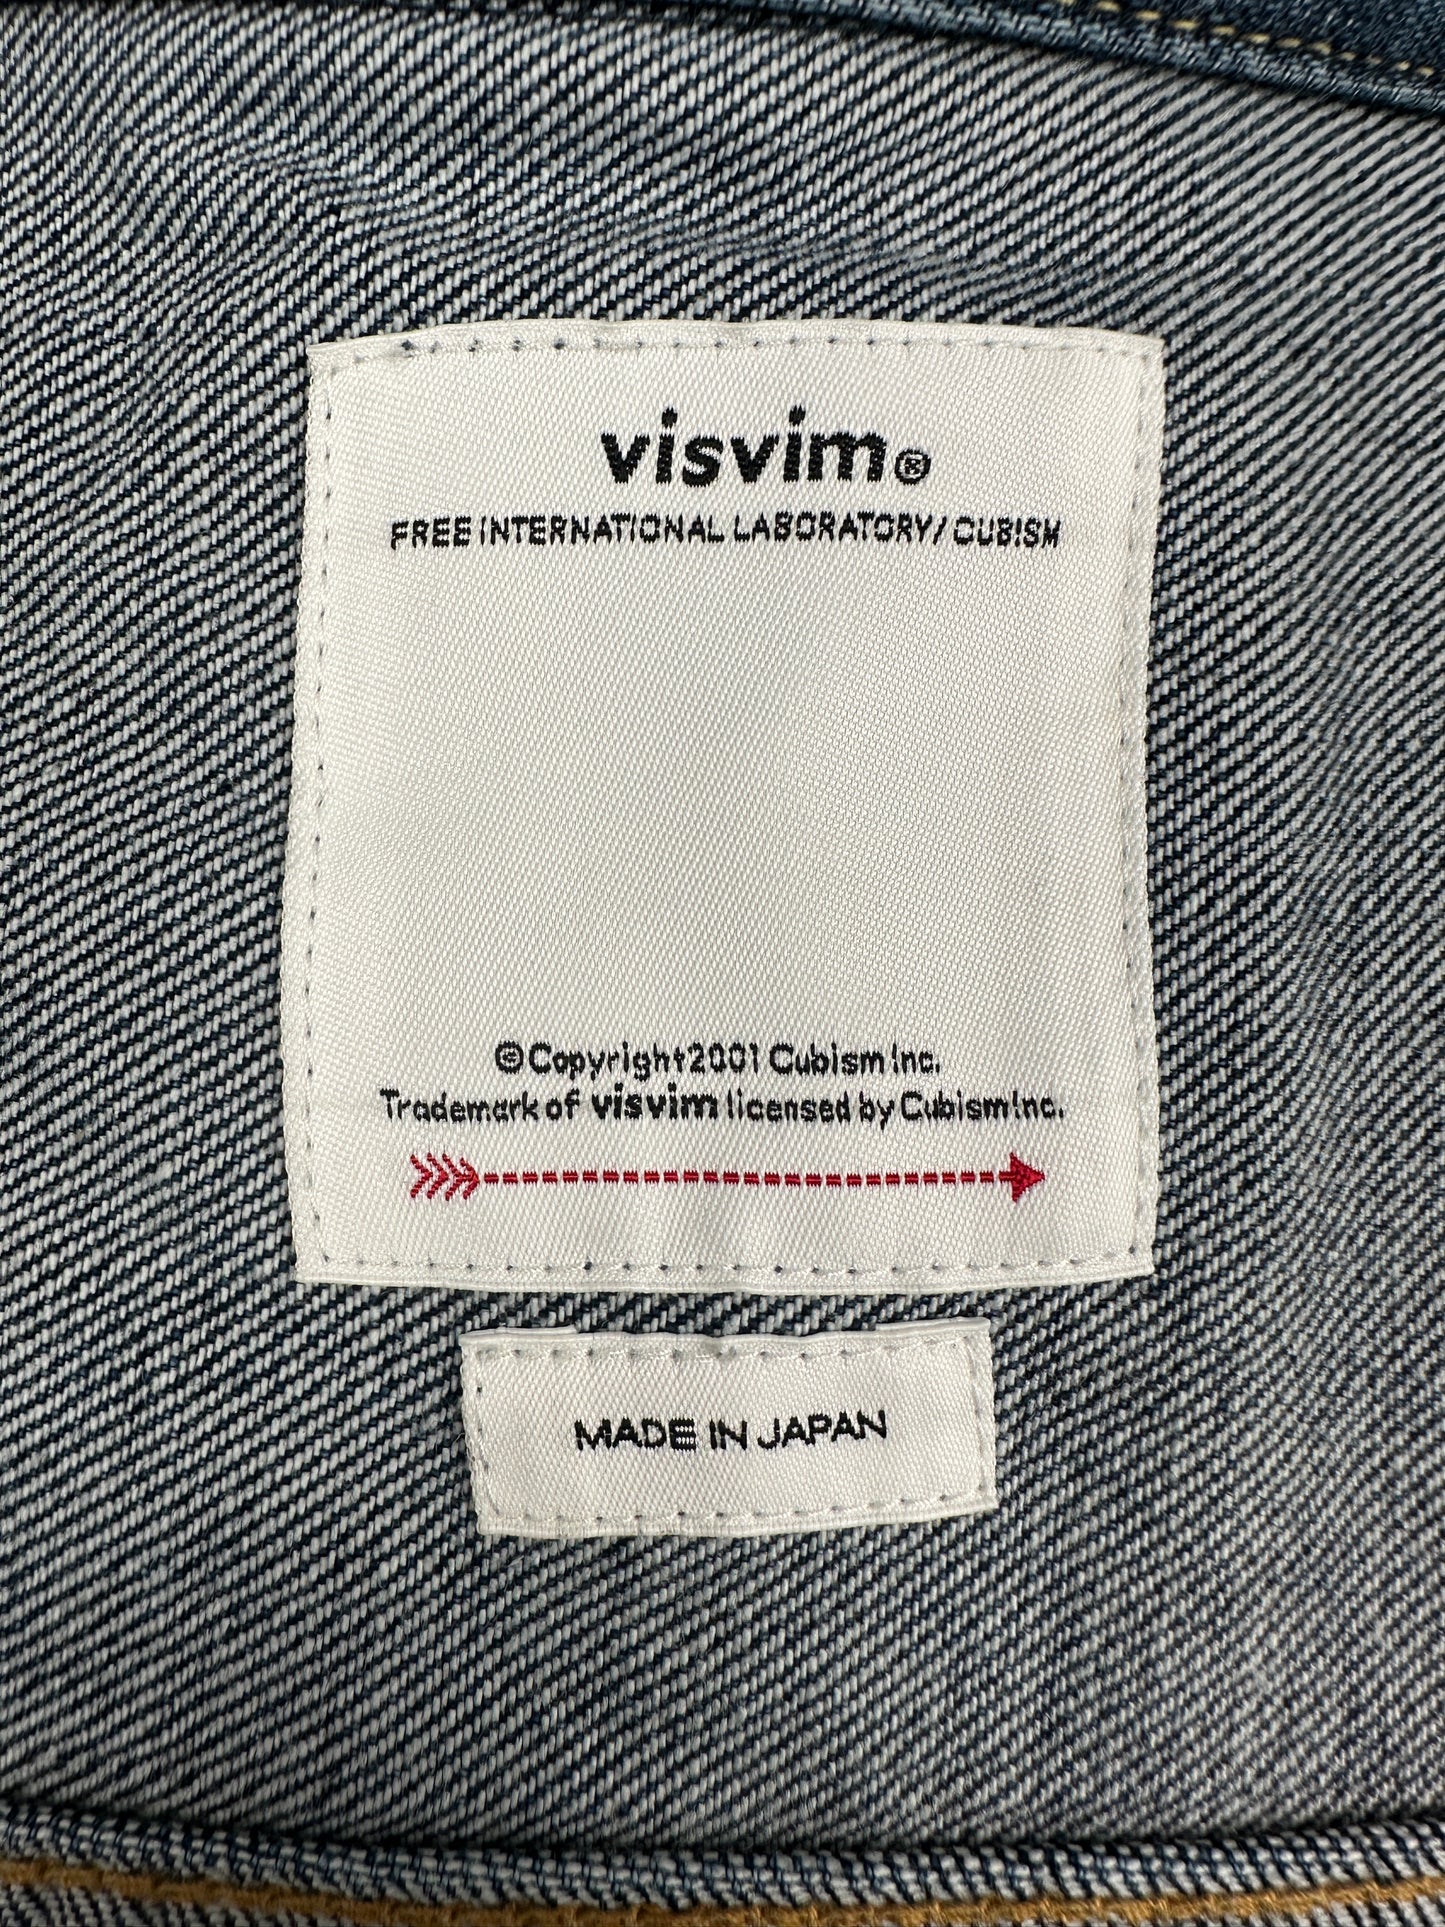 visvim®
FREE INTERNATIONAL LABORATORY/CUBISM
©Copyright2001 Cubism Inc.
Trademark of visvim licensed by Cubism Inc.
MADE IN JAPAN